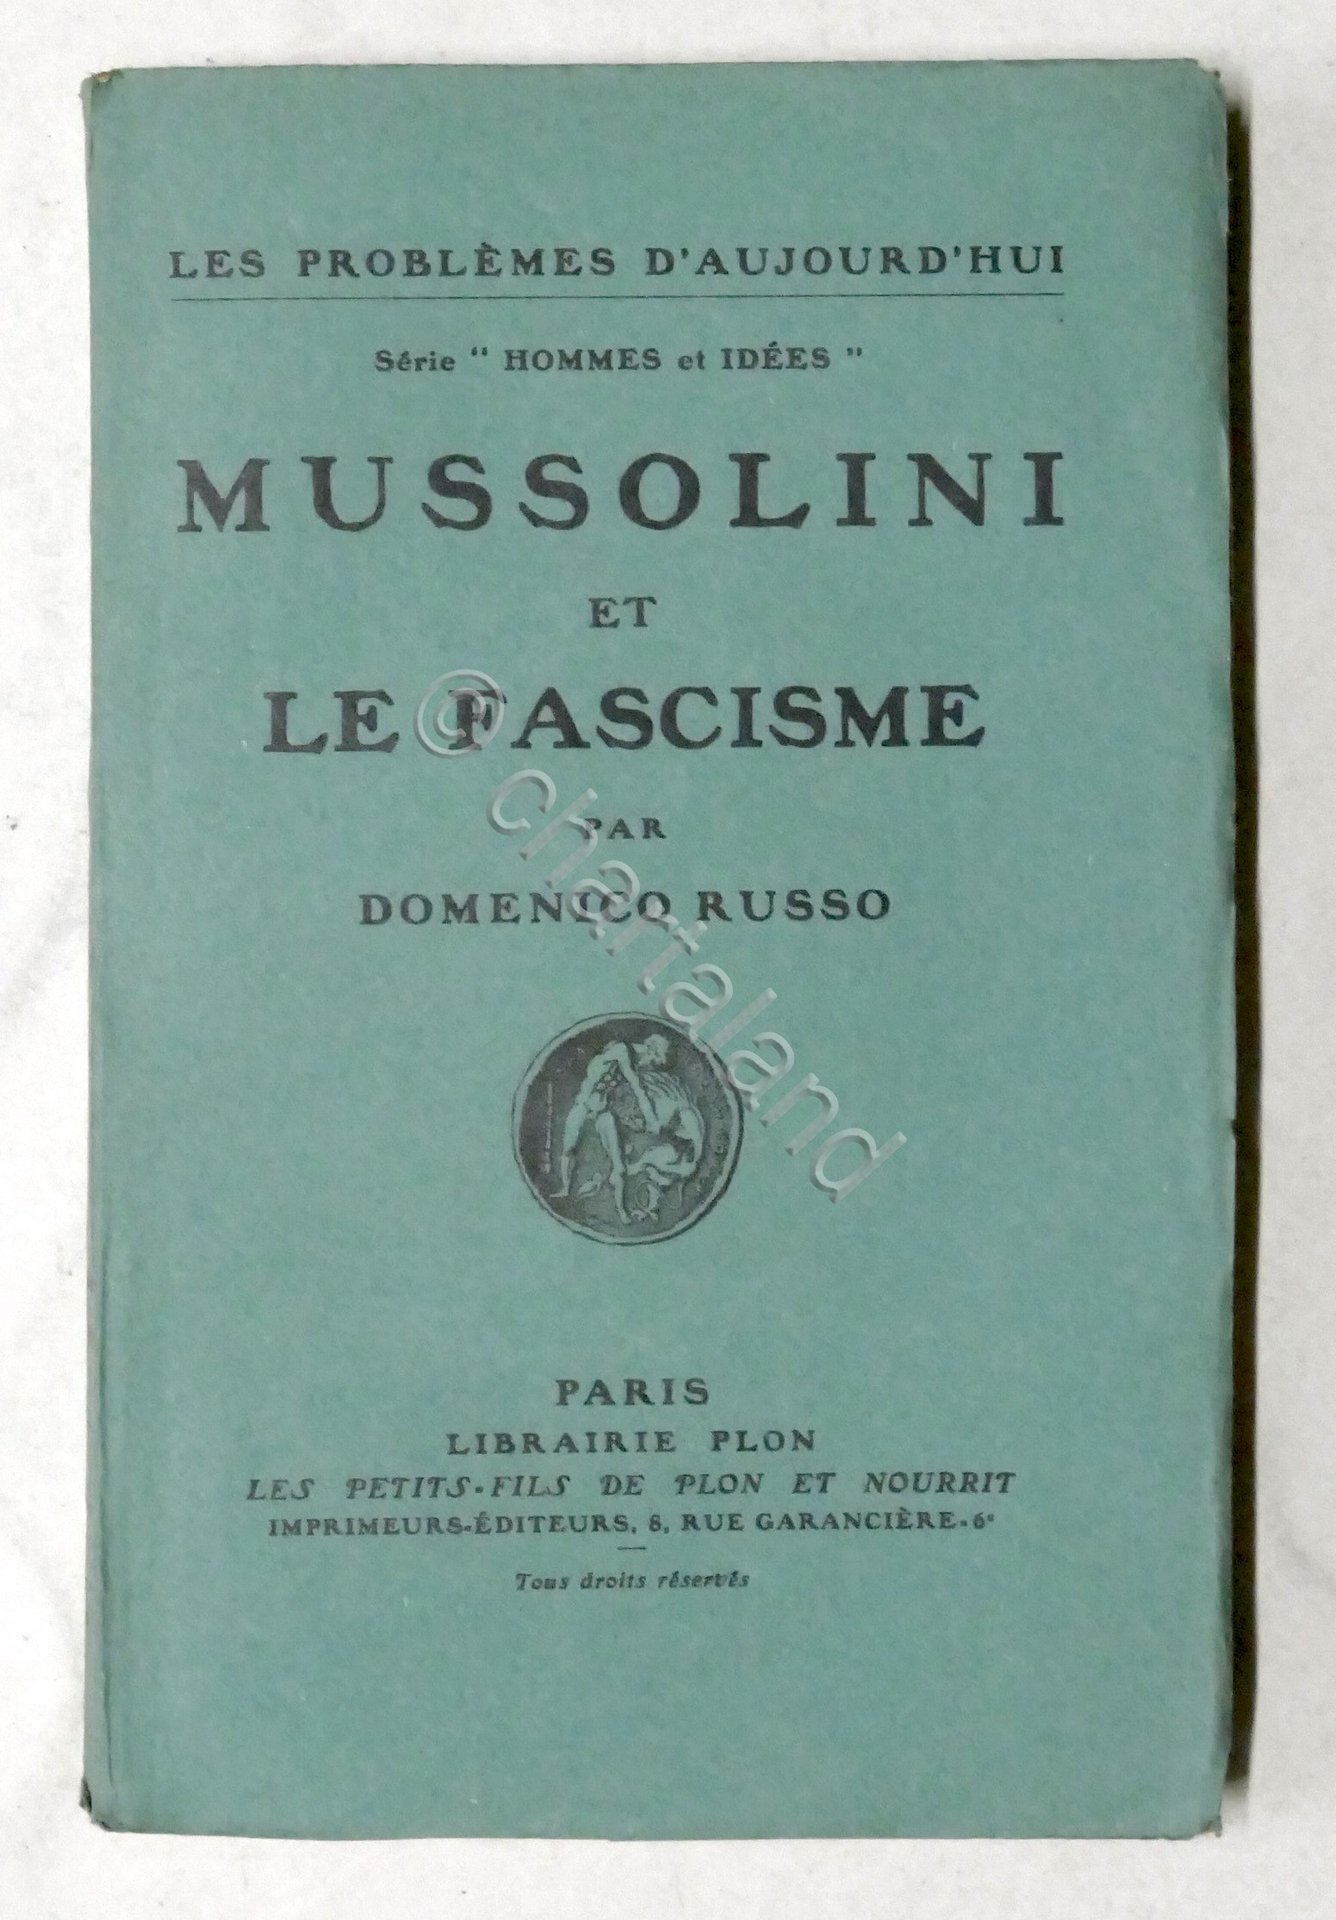 LES PROBLÈMES D'AUJOURD'HUI
Série " HOMMES et IDÉES "
MUSSOLINI
ET
LE FASCISME
PAR
DOMENICO RUSSO
PARIS
LIBRAIRIE PLON
LES PETITS-FILS DE PLON ET NOURRIT
IMPRIMEURS-ÉDITEURS, 8, RUE GARANCIÈRE-6e
Tous droits réservés
© chartaland